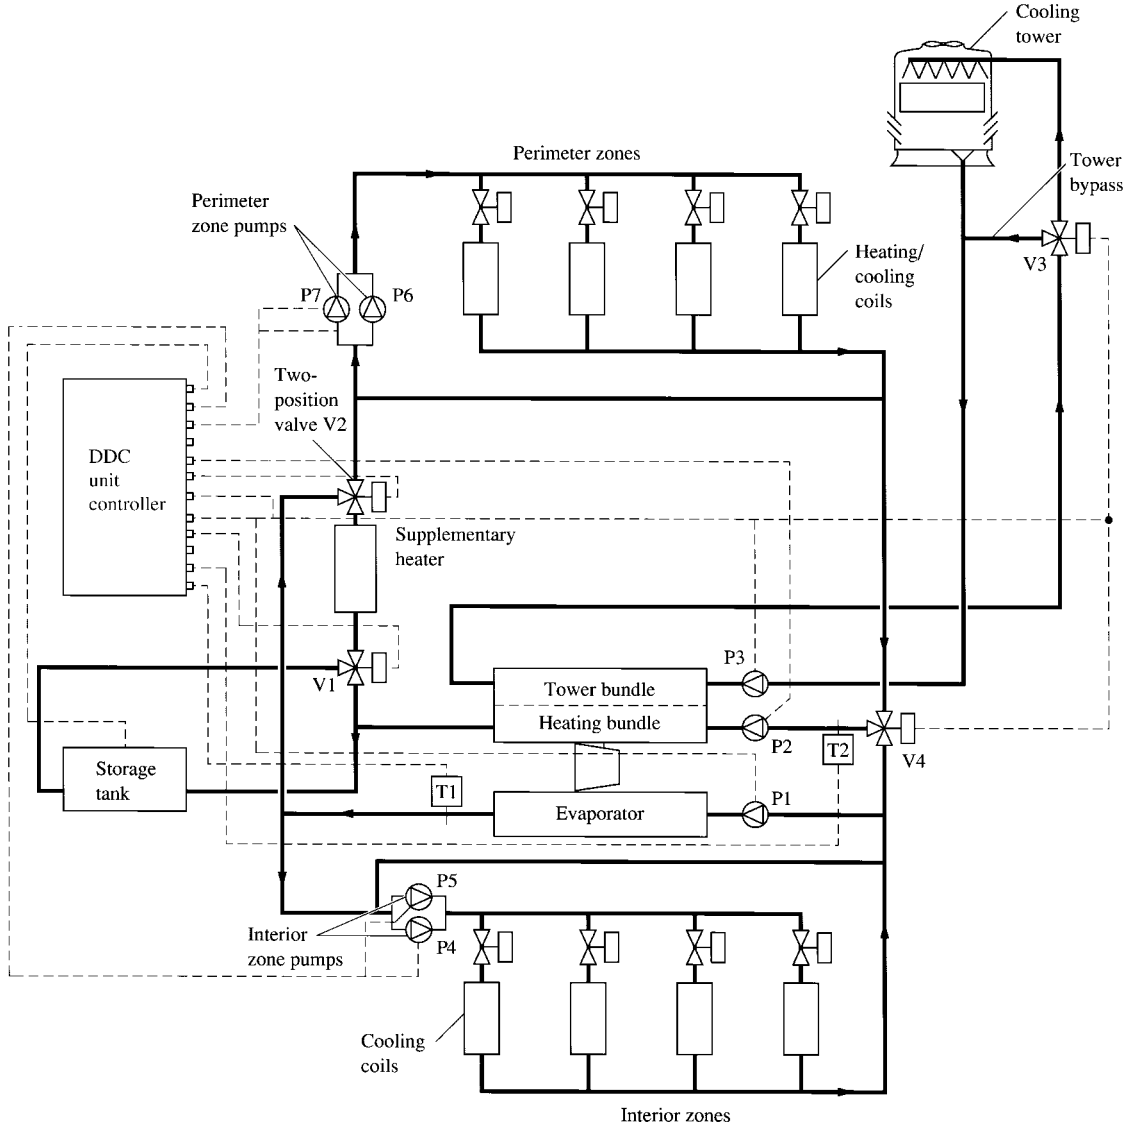 Cooling
tower
Perimeter zones
Tower
bypass
Perimeter
zone pumps
Heating/
cooling
coils
V3
P7
P6
Two-
position
valve V2
DDC
unit
controller
Supplementary
heater
P3
V1
Tower bundle
Heating bundle
P2
T2
V4
Storage
tank
T1
P1
Evaporator
P5
P4
Interior
zone pumps
Cooling
coils
Interior zones